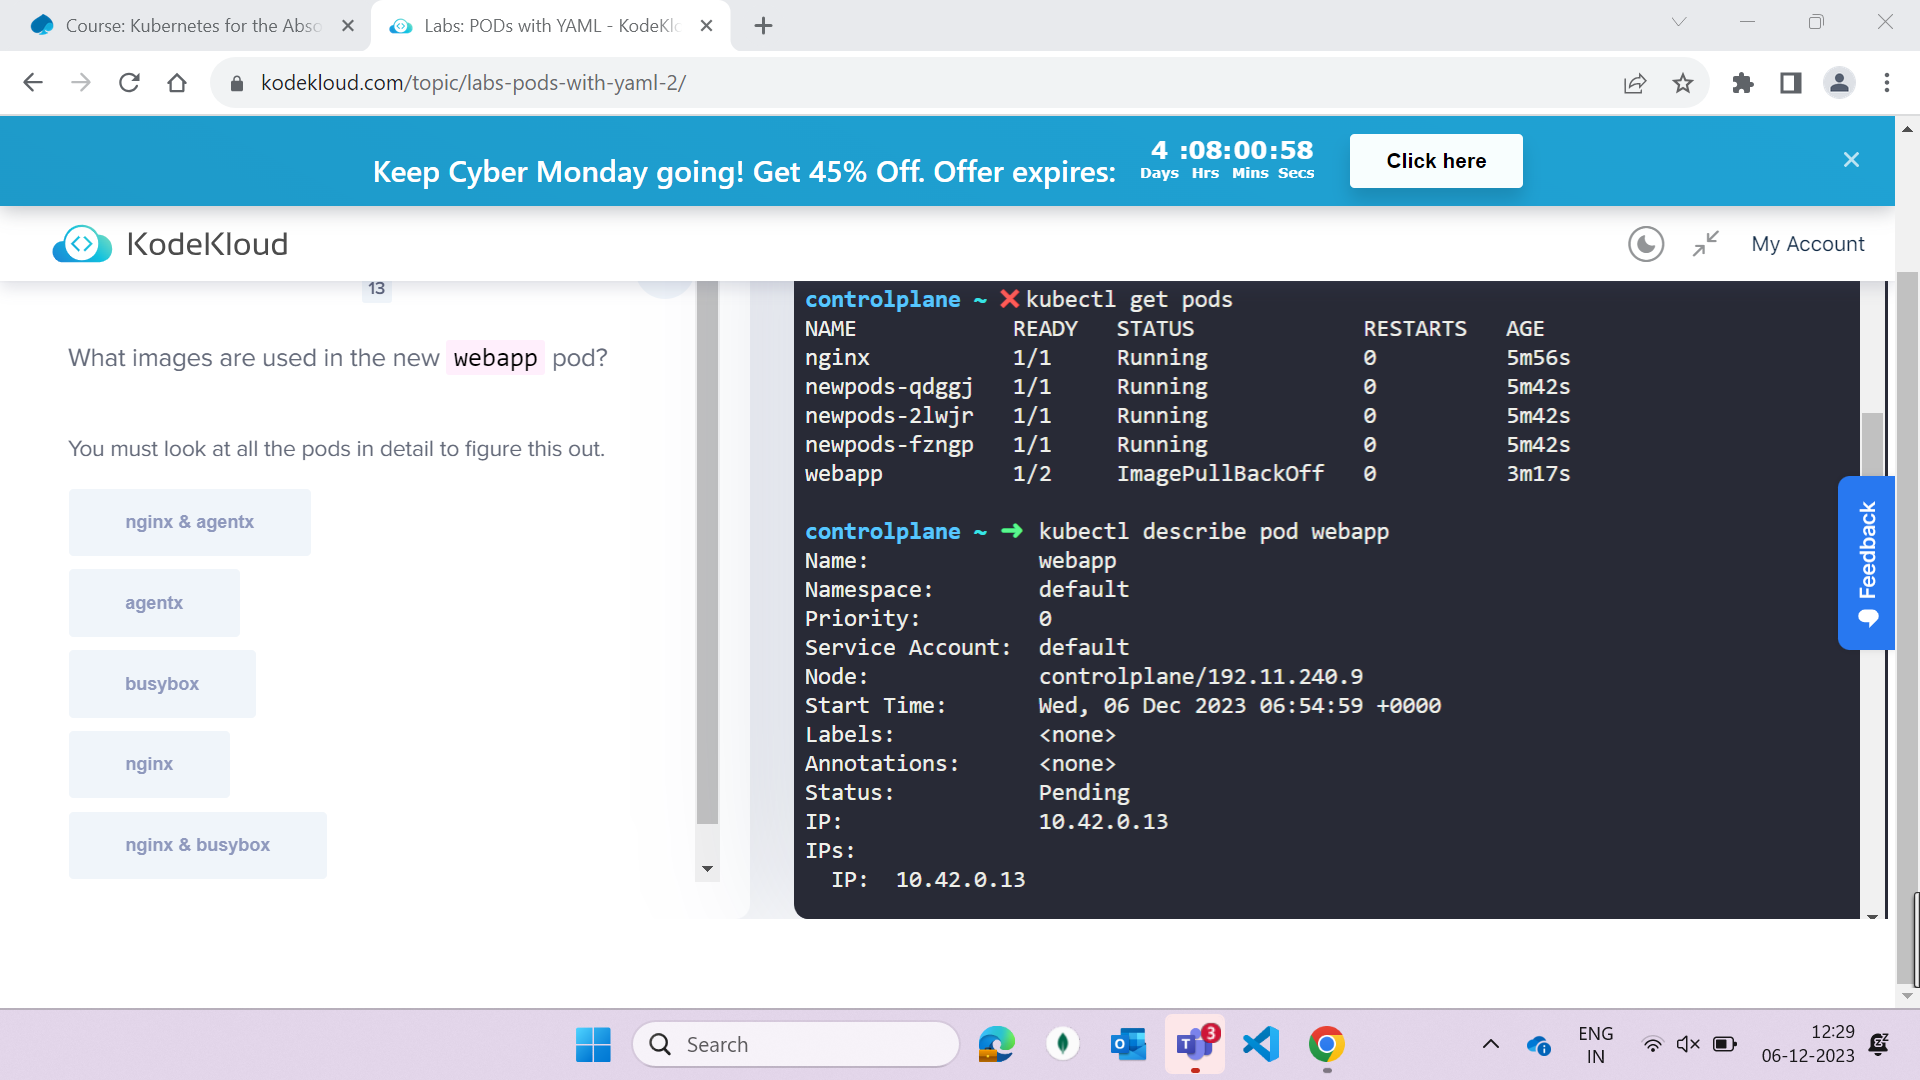 Course: Kubernetes for the Abso
Labs: PODs with YAML - KodeKlo
kodekloud.com/topic/labs-pods-with-yaml-2/
Keep Cyber Monday going! Get 45% Off. Offer expires:
4 :08:00:58
Days Hrs Mins Secs
Click here
KodeKloud
My Account
13
What images are used in the new webapp pod?
You must look at all the pods in detail to figure this out.
nginx & agentx
agentx
busybox
nginx
nginx & busybox
controlplane ~ ❌ kubectl get pods
NAME READY STATUS RESTARTS AGE
nginx 1/1 Running 0 5m56s
newpods-qdggj 1/1 Running 0 5m42s
newpods-2lwjr 1/1 Running 0 5m42s
newpods-fzngp 1/1 Running 0 5m42s
webapp 1/2 ImagePullBackOff 0 3m17s
controlplane ~ ➜ kubectl describe pod webapp
Name: webapp
Namespace: default
Priority: 0
Service Account: default
Node: controlplane/192.11.240.9
Start Time: Wed, 06 Dec 2023 06:54:59 +0000
Labels: <none>
Annotations: <none>
Status: Pending
IP: 10.42.0.13
IPs:
IP: 10.42.0.13
Feedback
Search
3
ENG
IN
12:29
06-12-2023